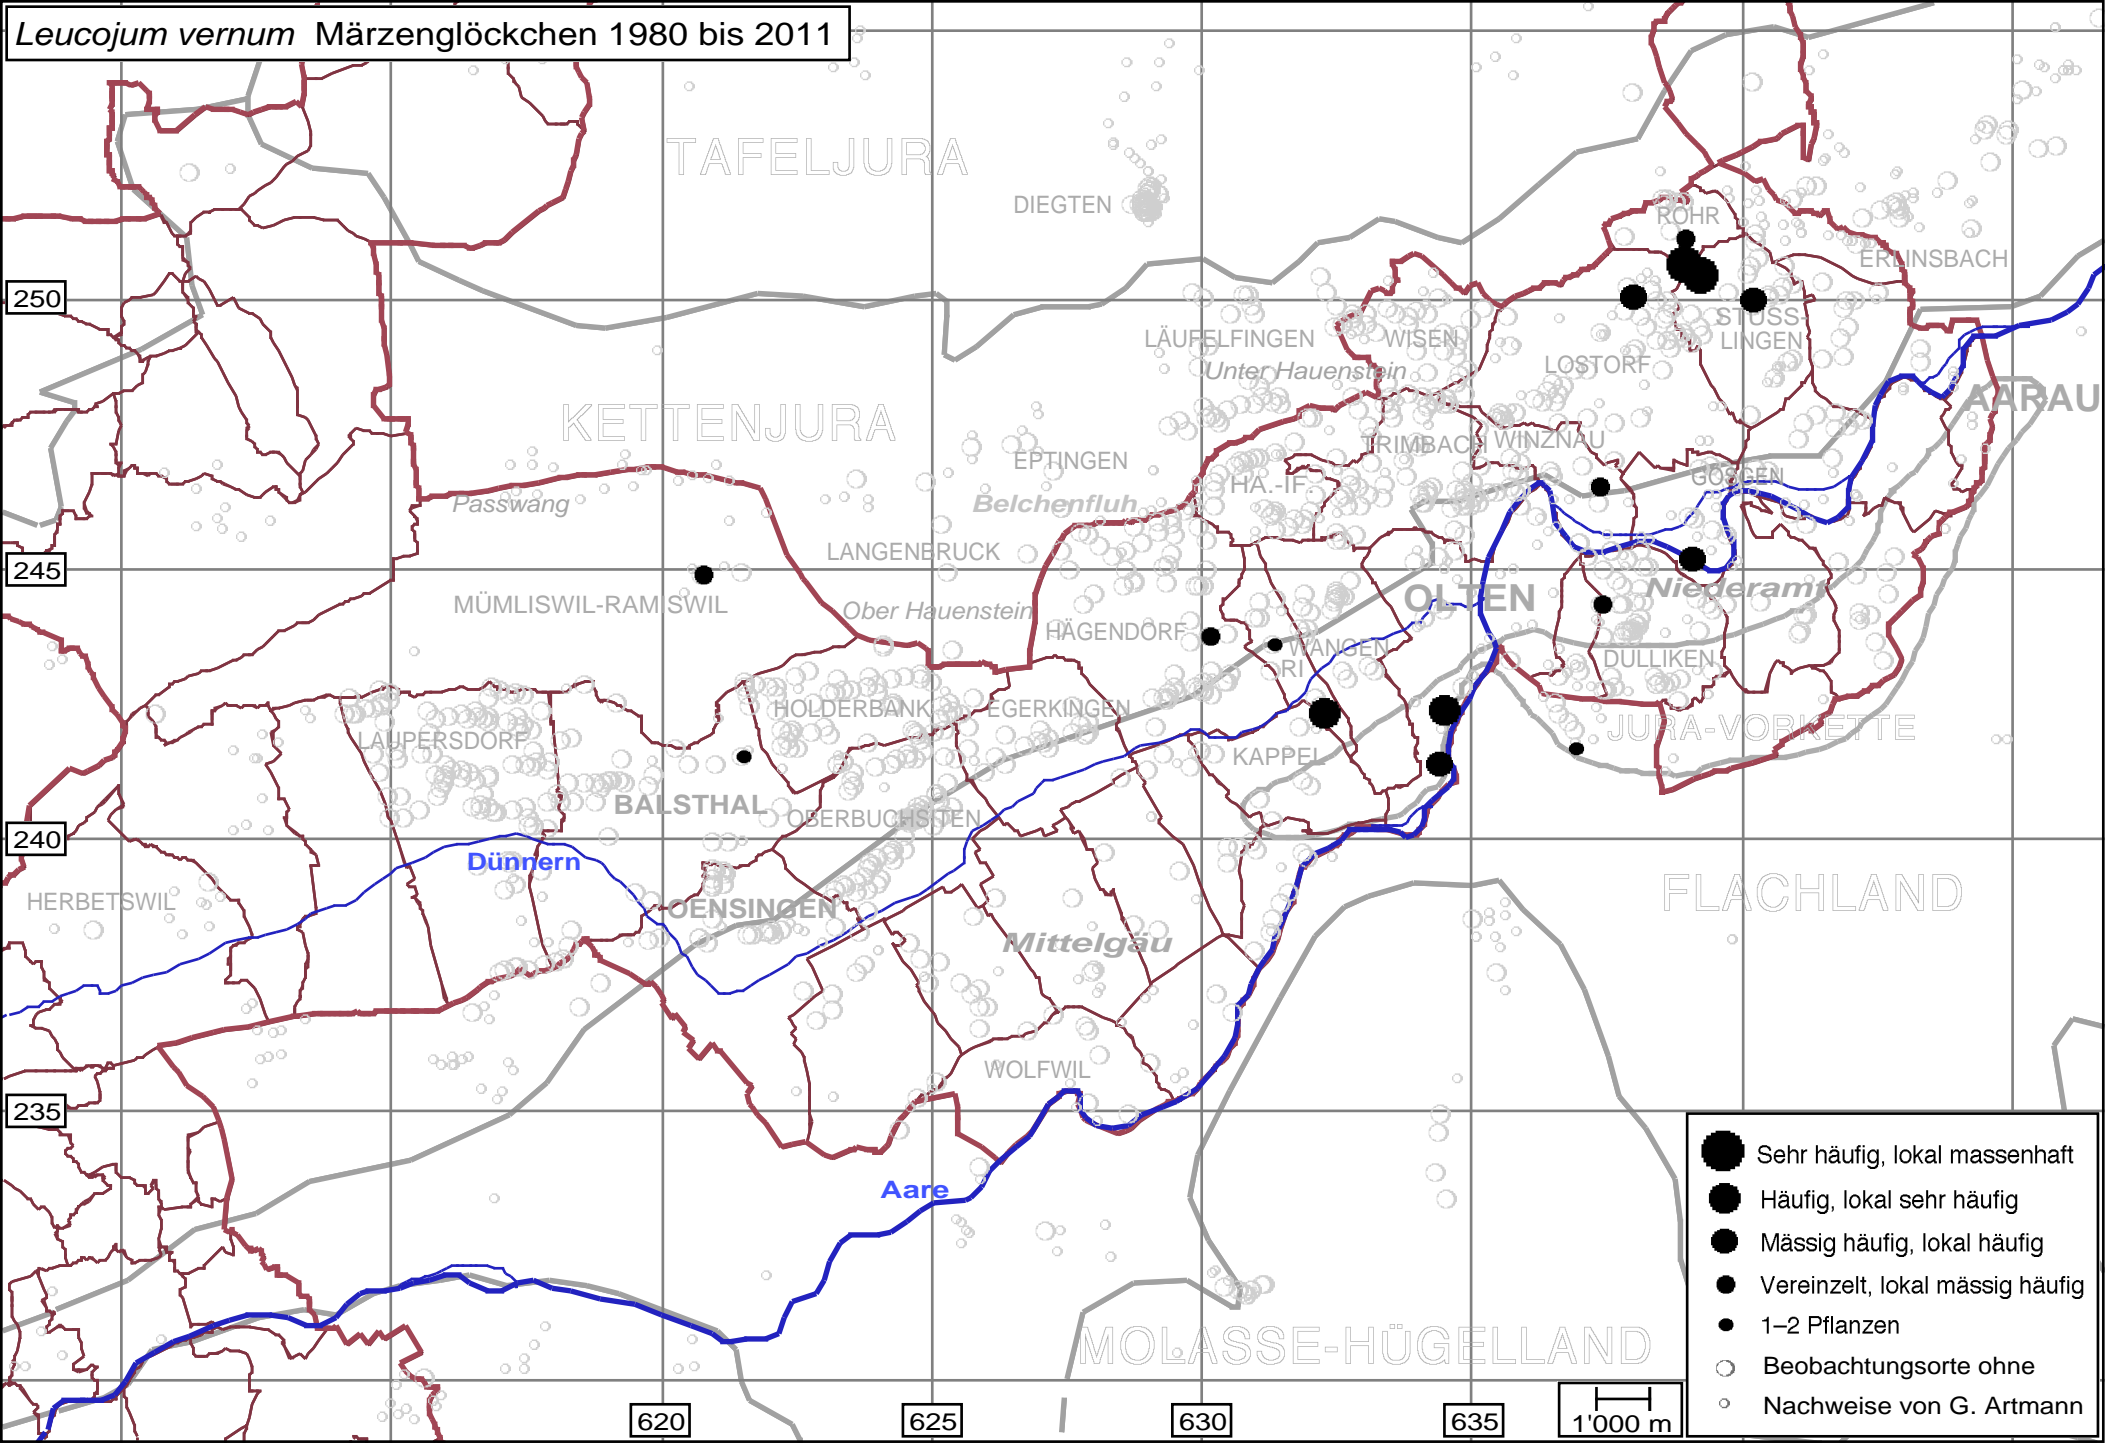 Leucojum vernum Märzenglöckchen 1980 bis 2011
TAFELJURA
DIEGTEN
ROHR
ERLINSBACH
250
STÜSS-
LINGEN
LÄUFELFINGEN
WISEN
Unter Hauenstein
LOSTORF
AARAU
KETTENJURA
TRIMBACH
WINZNAU
EPTINGEN
GÖSGEN
HA.-IF.
Passwang
Belchenfluh
LANGENBRUCK
245
MÜMLISWIL-RAMISWIL
Ober Hauenstein
OLTEN
Niederamt
HÄGENDORF
WANGEN
RI
DULLIKEN
HOLDERBANK
EGERKINGEN
JURA-VORKETTE
LAUPERSDORF
KAPPEL
BALSTHAL
OBERBUCHSITEN
240
Dünnern
HERBETSWIL
OENSINGEN
FLACHLAND
Mittelgäu
WOLFWIL
235
Aare
MOLASSE-HÜGELLAND
Sehr häufig, lokal massenhaft
Häufig, lokal sehr häufig
Mässig häufig, lokal häufig
Vereinzelt, lokal mässig häufig
1–2 Pflanzen
Beobachtungsorte ohne
Nachweise von G. Artmann
620
625
630
635
1'000 m